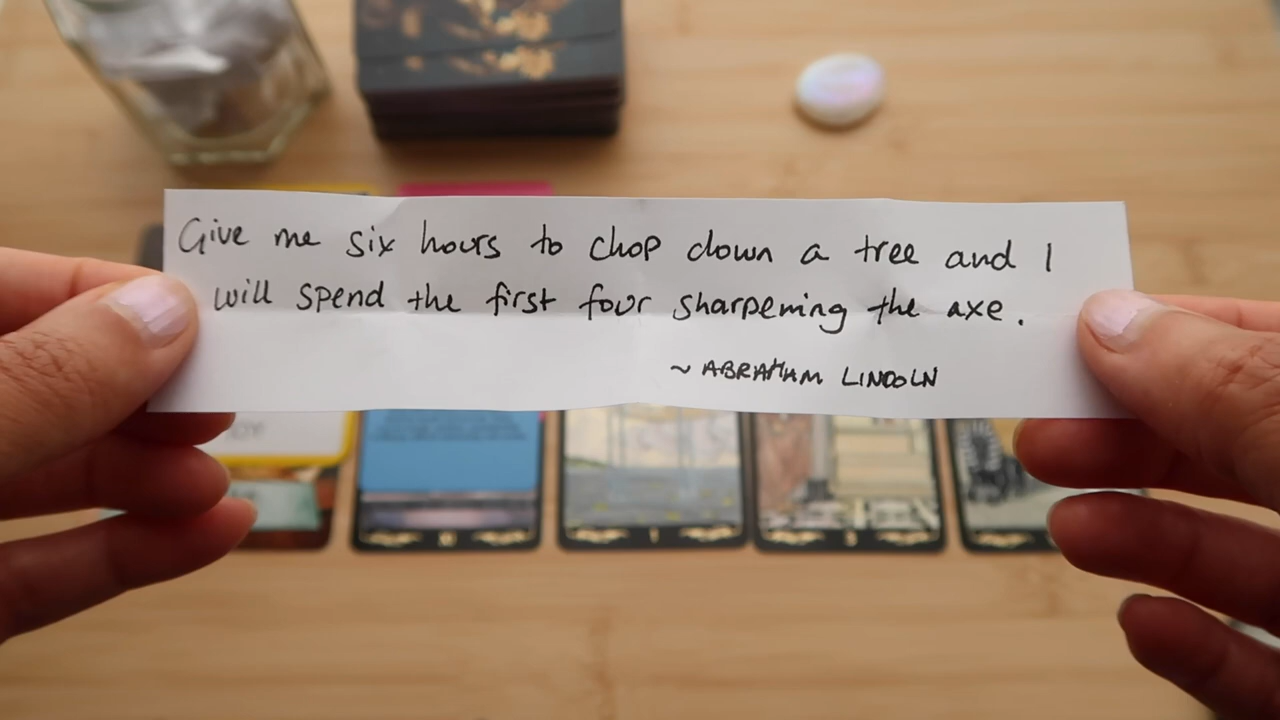 Give me six hours to chop down a tree and I
will spend the first four sharpening the axe.
~ ABRAHAM LINCOLN